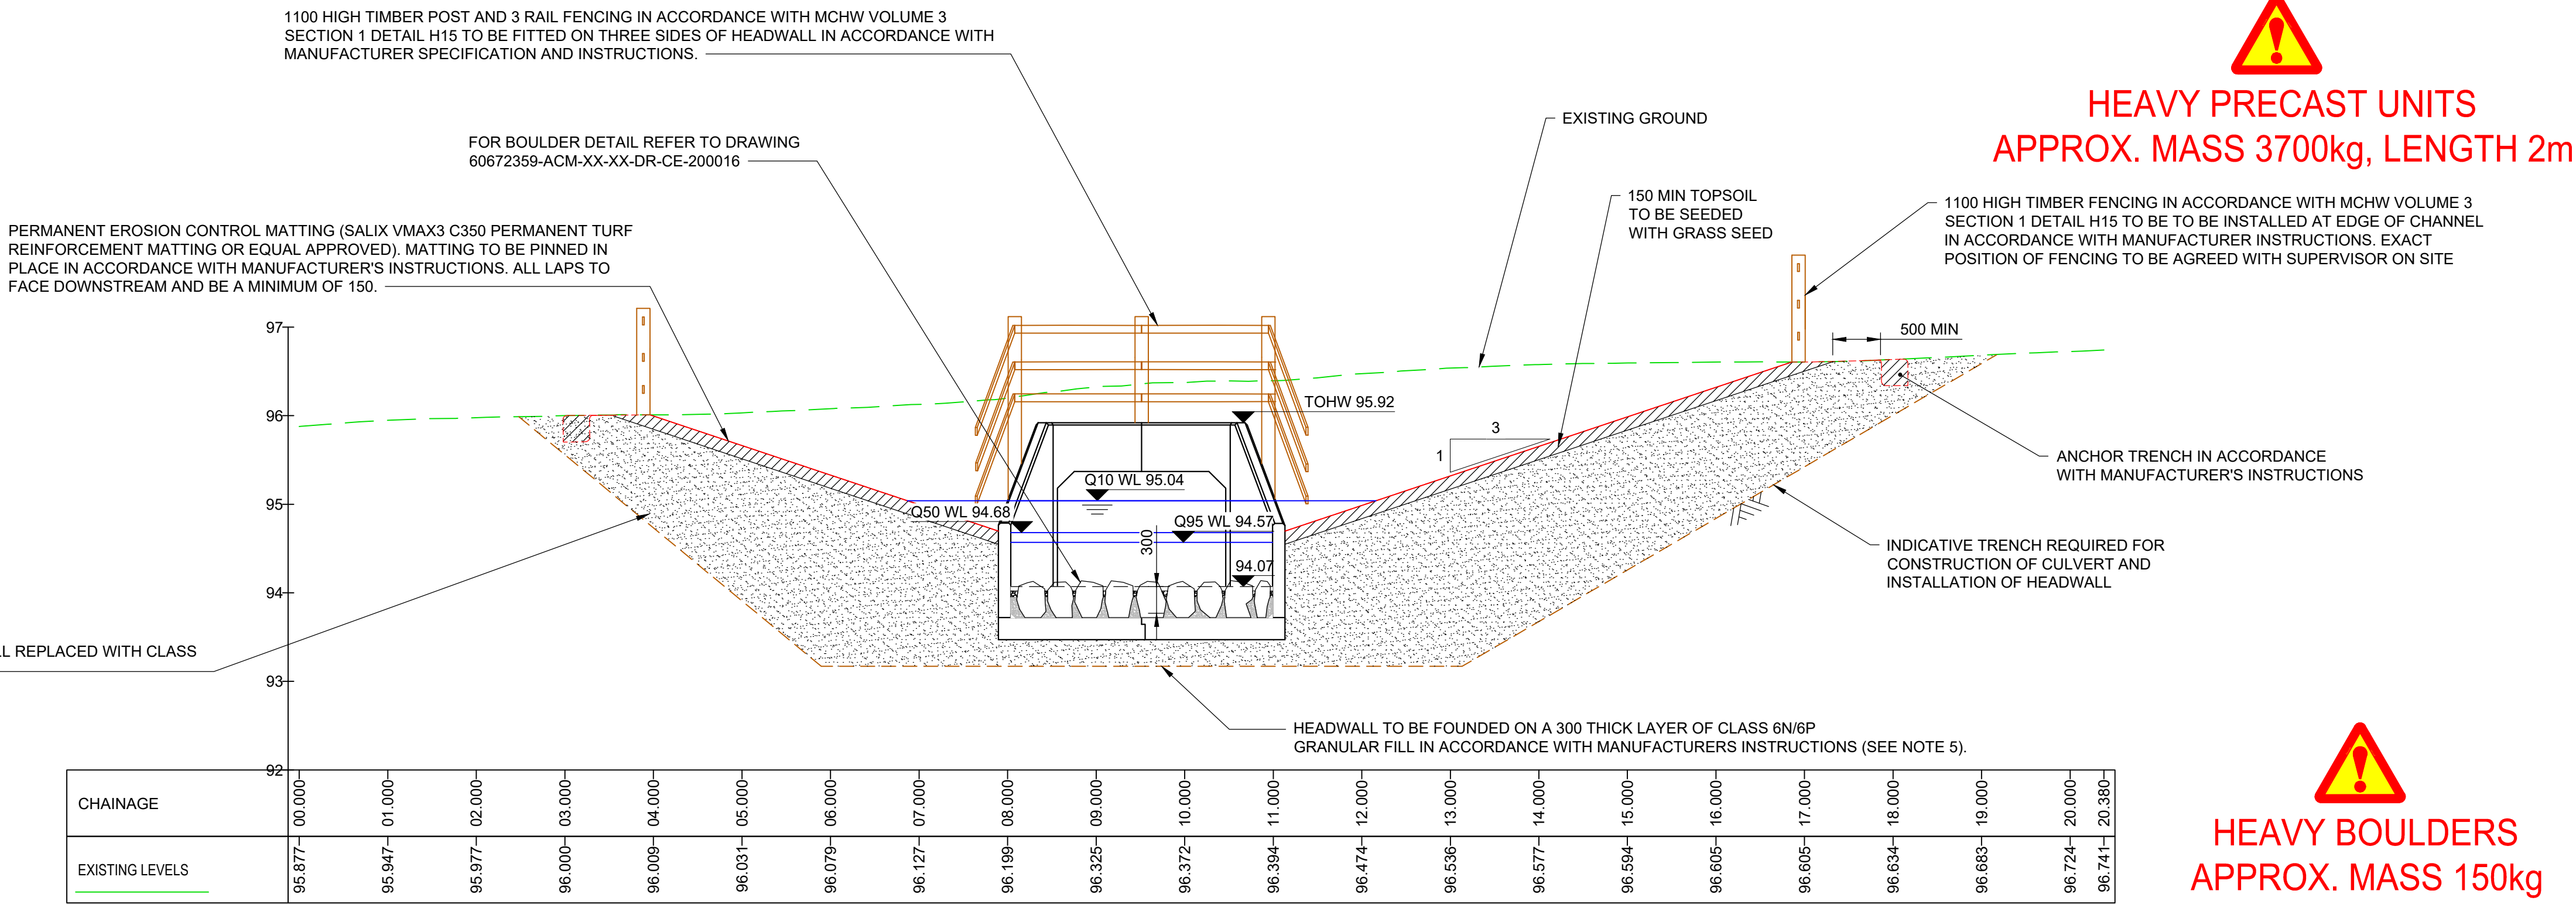 1100 HIGH TIMBER POST AND 3 RAIL FENCING IN ACCORDANCE WITH MCHW VOLUME 3
SECTION 1 DETAIL H15 TO BE FITTED ON THREE SIDES OF HEADWALL IN ACCORDANCE WITH
MANUFACTURER SPECIFICATION AND INSTRUCTIONS.
HEAVY PRECAST UNITS
APPROX. MASS 3700kg, LENGTH 2m
EXISTING GROUND
FOR BOULDER DETAIL REFER TO DRAWING
60672359-ACM-XX-XX-DR-CE-200016
150 MIN TOPSOIL
TO BE SEEDED
WITH GRASS SEED
1100 HIGH TIMBER FENCING IN ACCORDANCE WITH MCHW VOLUME 3
SECTION 1 DETAIL H15 TO BE TO BE INSTALLED AT EDGE OF CHANNEL
IN ACCORDANCE WITH MANUFACTURER INSTRUCTIONS. EXACT
POSITION OF FENCING TO BE AGREED WITH SUPERVISOR ON SITE
PERMANENT EROSION CONTROL MATTING (SALIX VMAX3 C350 PERMANENT TURF
REINFORCEMENT MATTING OR EQUAL APPROVED). MATTING TO BE PINNED IN
PLACE IN ACCORDANCE WITH MANUFACTURER'S INSTRUCTIONS. ALL LAPS TO
FACE DOWNSTREAM AND BE A MINIMUM OF 150.
97
500 MIN
96
TOHW 95.92
3
1
ANCHOR TRENCH IN ACCORDANCE
WITH MANUFACTURER'S INSTRUCTIONS
Q10 WL 95.04
95
Q50 WL 94.68
Q95 WL 94.57
300
94.07
INDICATIVE TRENCH REQUIRED FOR
CONSTRUCTION OF CULVERT AND
INSTALLATION OF HEADWALL
94
REPLACED WITH CLASS
93
HEADWALL TO BE FOUNDED ON A 300 THICK LAYER OF CLASS 6N/6P
GRANULAR FILL IN ACCORDANCE WITH MANUFACTURERS INSTRUCTIONS (SEE NOTE 5).
92
CHAINAGE 00.000 01.000 02.000 03.000 04.000 05.000 06.000 07.000 08.000 09.000 10.000 11.000 12.000 13.000 14.000 15.000 16.000 17.000 18.000 19.000 20.000 20.380
EXISTING LEVELS 95.877 95.947 95.977 96.000 96.009 96.031 96.079 96.127 96.199 96.325 96.372 96.394 96.474 96.536 96.577 96.594 96.605 96.605 96.634 96.683 96.724 96.741
HEAVY BOULDERS
APPROX. MASS 150kg